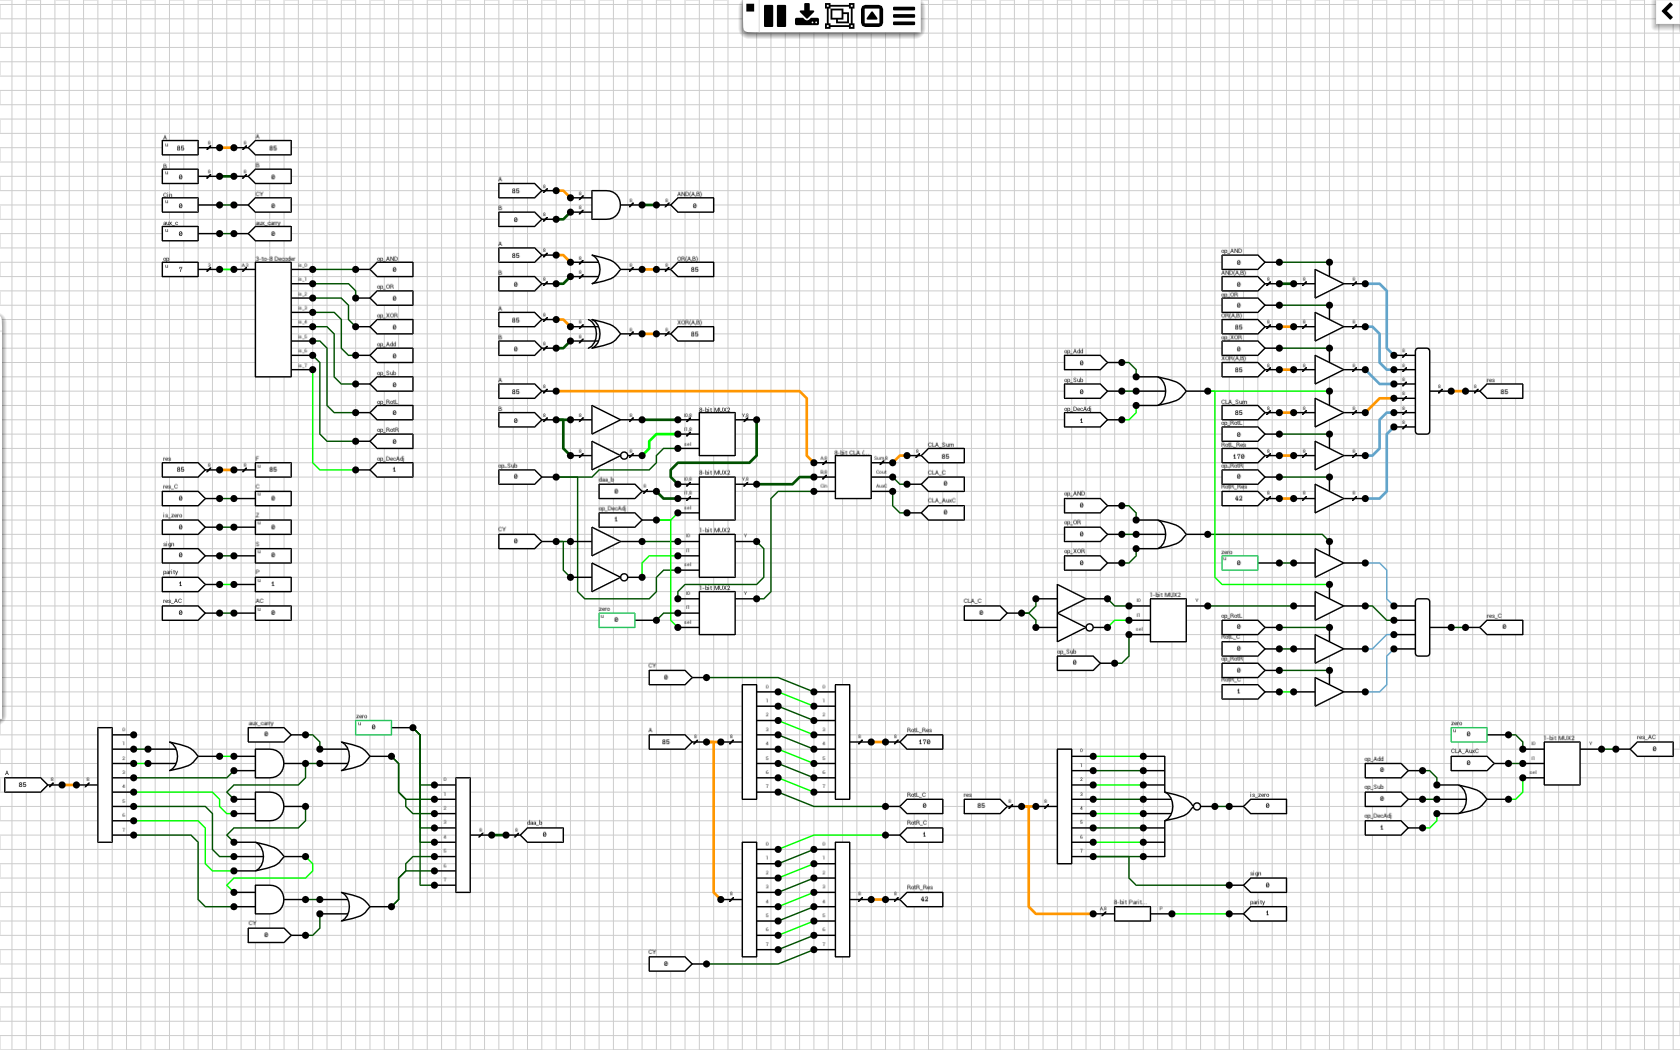 A A
85 85
B B
0 0
Cin CY
0 0
aux_c aux_carry
0 0
op 3-to-8 Decoder
7
op_AND
0
op_OR
0
op_XOR
0
op_Add
0
op_Sub
0
op_RotL
0
op_RotR
0
op_DecAdj
1
res F
85 85
res_C C
0 0
is_zero Z
0 0
sign S
0 0
parity P
1 1
res_AC AC
0 0
A
85
B
0
AND(A,B)
0
A
85
B
0
OR(A,B)
85
A
85
B
0
XOR(A,B)
85
A
85
B
0
8-bit MUX2
op_Sub
0
daa_b
0
8-bit MUX2
op_DecAdj
1
CY
0
1-bit MUX2
1-bit MUX2
zero
0
8-bit CLA (...
CLA_Sum
85
CLA_C
0
CLA_AuxC
0
op_AND
0
AND(A,B)
0
op_OR
0
OR(A,B)
85
op_XOR
0
XOR(A,B)
85
op_Add
0
op_Sub
0
op_DecAdj
1
CLA_Sum
85
op_RotL
0
RotL_Res
170
op_RotR
0
RotR_Res
42
res
85
op_AND
0
op_OR
0
op_XOR
0
zero
0
CLA_C
0
1-bit MUX2
op_Sub
0
op_RotL
0
RotL_C
0
op_RotR
0
RotR_C
1
res_C
0
CY
0
A
85
RotL_Res
170
RotL_C
0
RotR_C
1
RotR_Res
42
CY
0
A
85
aux_carry
0
zero
0
CY
0
daa_b
0
res
85
is_zero
0
sign
0
8-bit Parit...
parity
1
zero
0
CLA_AuxC
0
op_Add
0
op_Sub
0
op_DecAdj
1
1-bit MUX2
res_AC
0